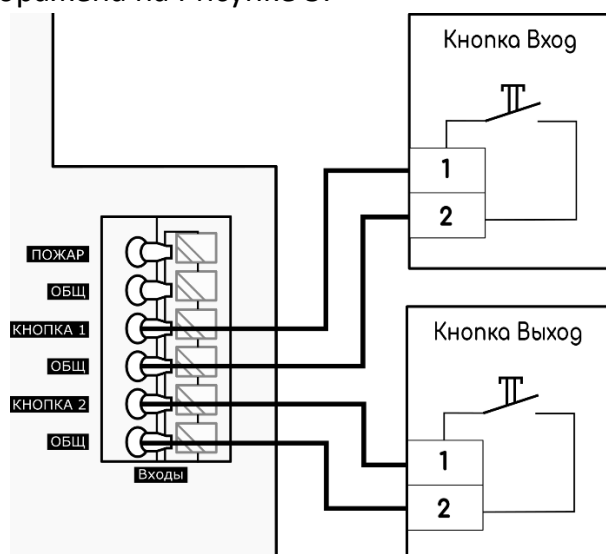 Кнопка Вход
1
2
ПОЖАР
ОБЩ
КНОПКА 1
ОБЩ
КНОПКА 2
ОБЩ
Входы
Кнопка Выход
1
2